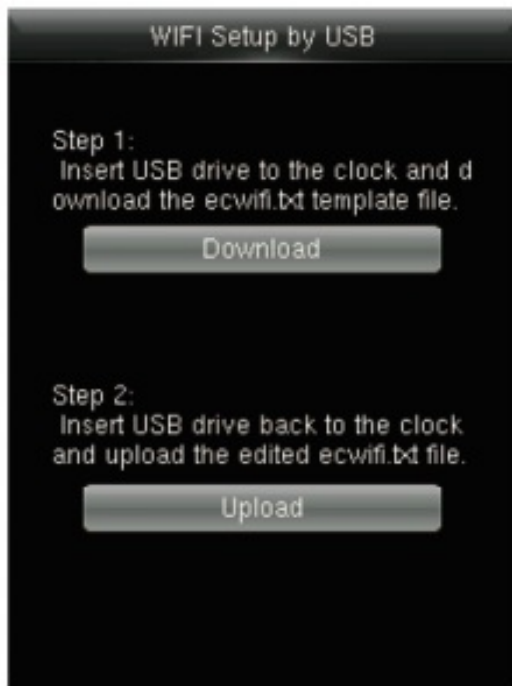 WIFI Setup by USB
Step 1:
Insert USB drive to the clock and d
ownload the ecwifi.txt template file.
Download
Step 2:
Insert USB drive back to the clock
and upload the edited ecwifi.txt file.
Upload